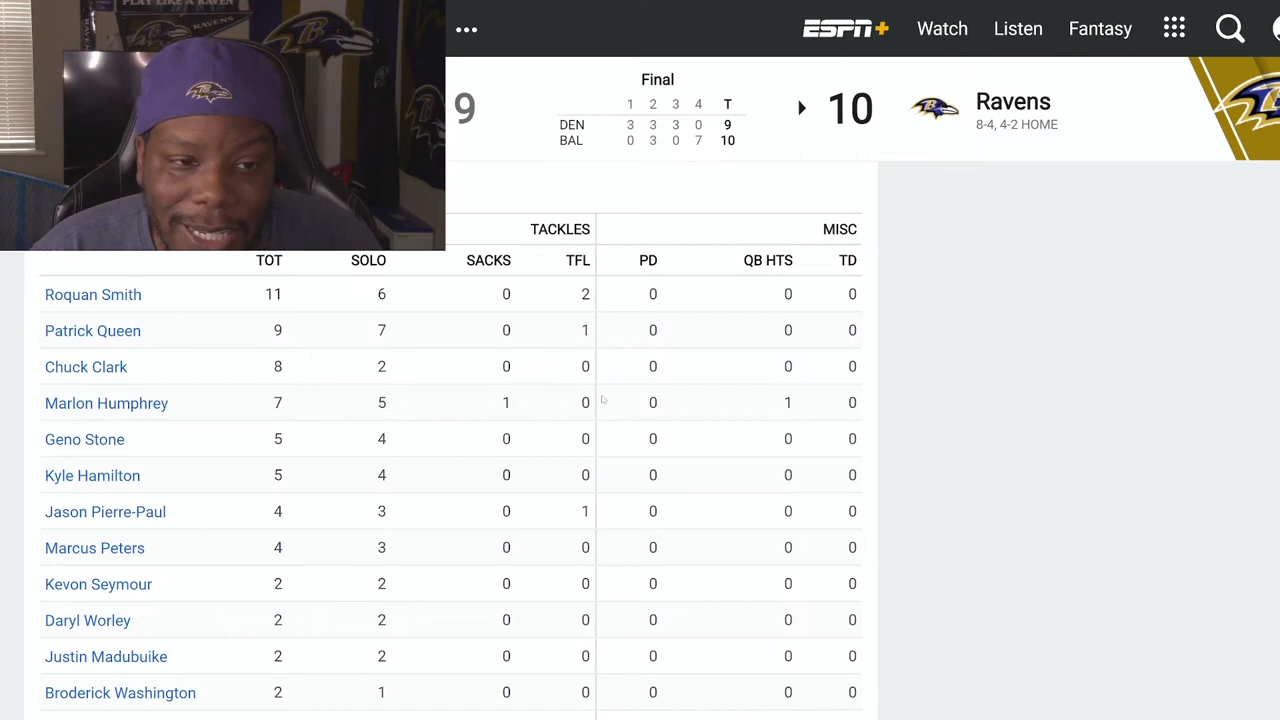 PLAY LIKE A RAVEN
RAVENS
... ESPN+ Watch Listen Fantasy
Final
9 1 2 3 4 T 10 Ravens
8-4, 4-2 HOME
DEN 3 3 3 0 9
BAL 0 3 0 7 10
TACKLES MISC
TOT SOLO SACKS TFL PD QB HTS TD
Roquan Smith 11 6 0 2 0 0 0
Patrick Queen 9 7 0 1 0 0 0
Chuck Clark 8 2 0 0 0 0 0
Marlon Humphrey 7 5 1 0 0 1 0
Geno Stone 5 4 0 0 0 0 0
Kyle Hamilton 5 4 0 0 0 0 0
Jason Pierre-Paul 4 3 0 1 0 0 0
Marcus Peters 4 3 0 0 0 0 0
Kevon Seymour 2 2 0 0 0 0 0
Daryl Worley 2 2 0 0 0 0 0
Justin Madubuike 2 2 0 0 0 0 0
Broderick Washington 2 1 0 0 0 0 0